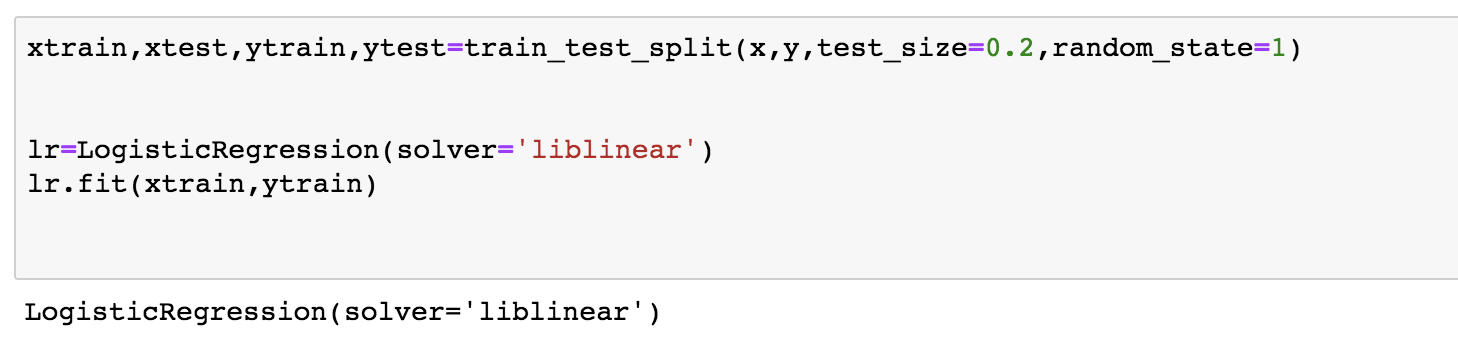 xtrain,xtest,ytrain,ytest=train_test_split(x,y,test_size=0.2,random_state=1)
lr=LogisticRegression(solver='liblinear')
lr.fit(xtrain,ytrain)
LogisticRegression(solver='liblinear')